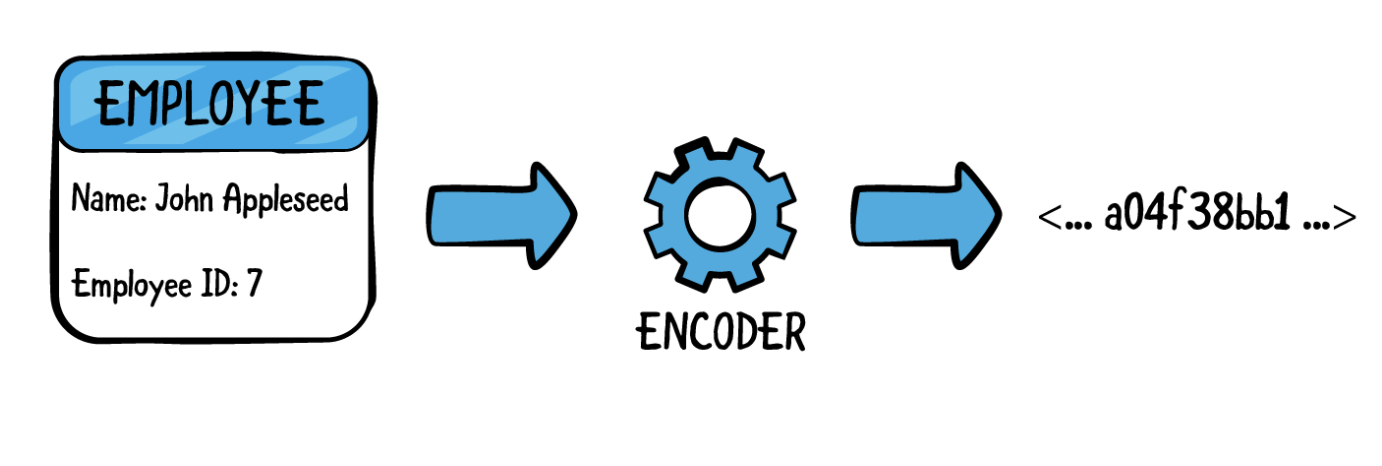 EMPLOYEE
Name: John Appleseed
Employee ID: 7
ENCODER
<... a04f38bb1 ...>